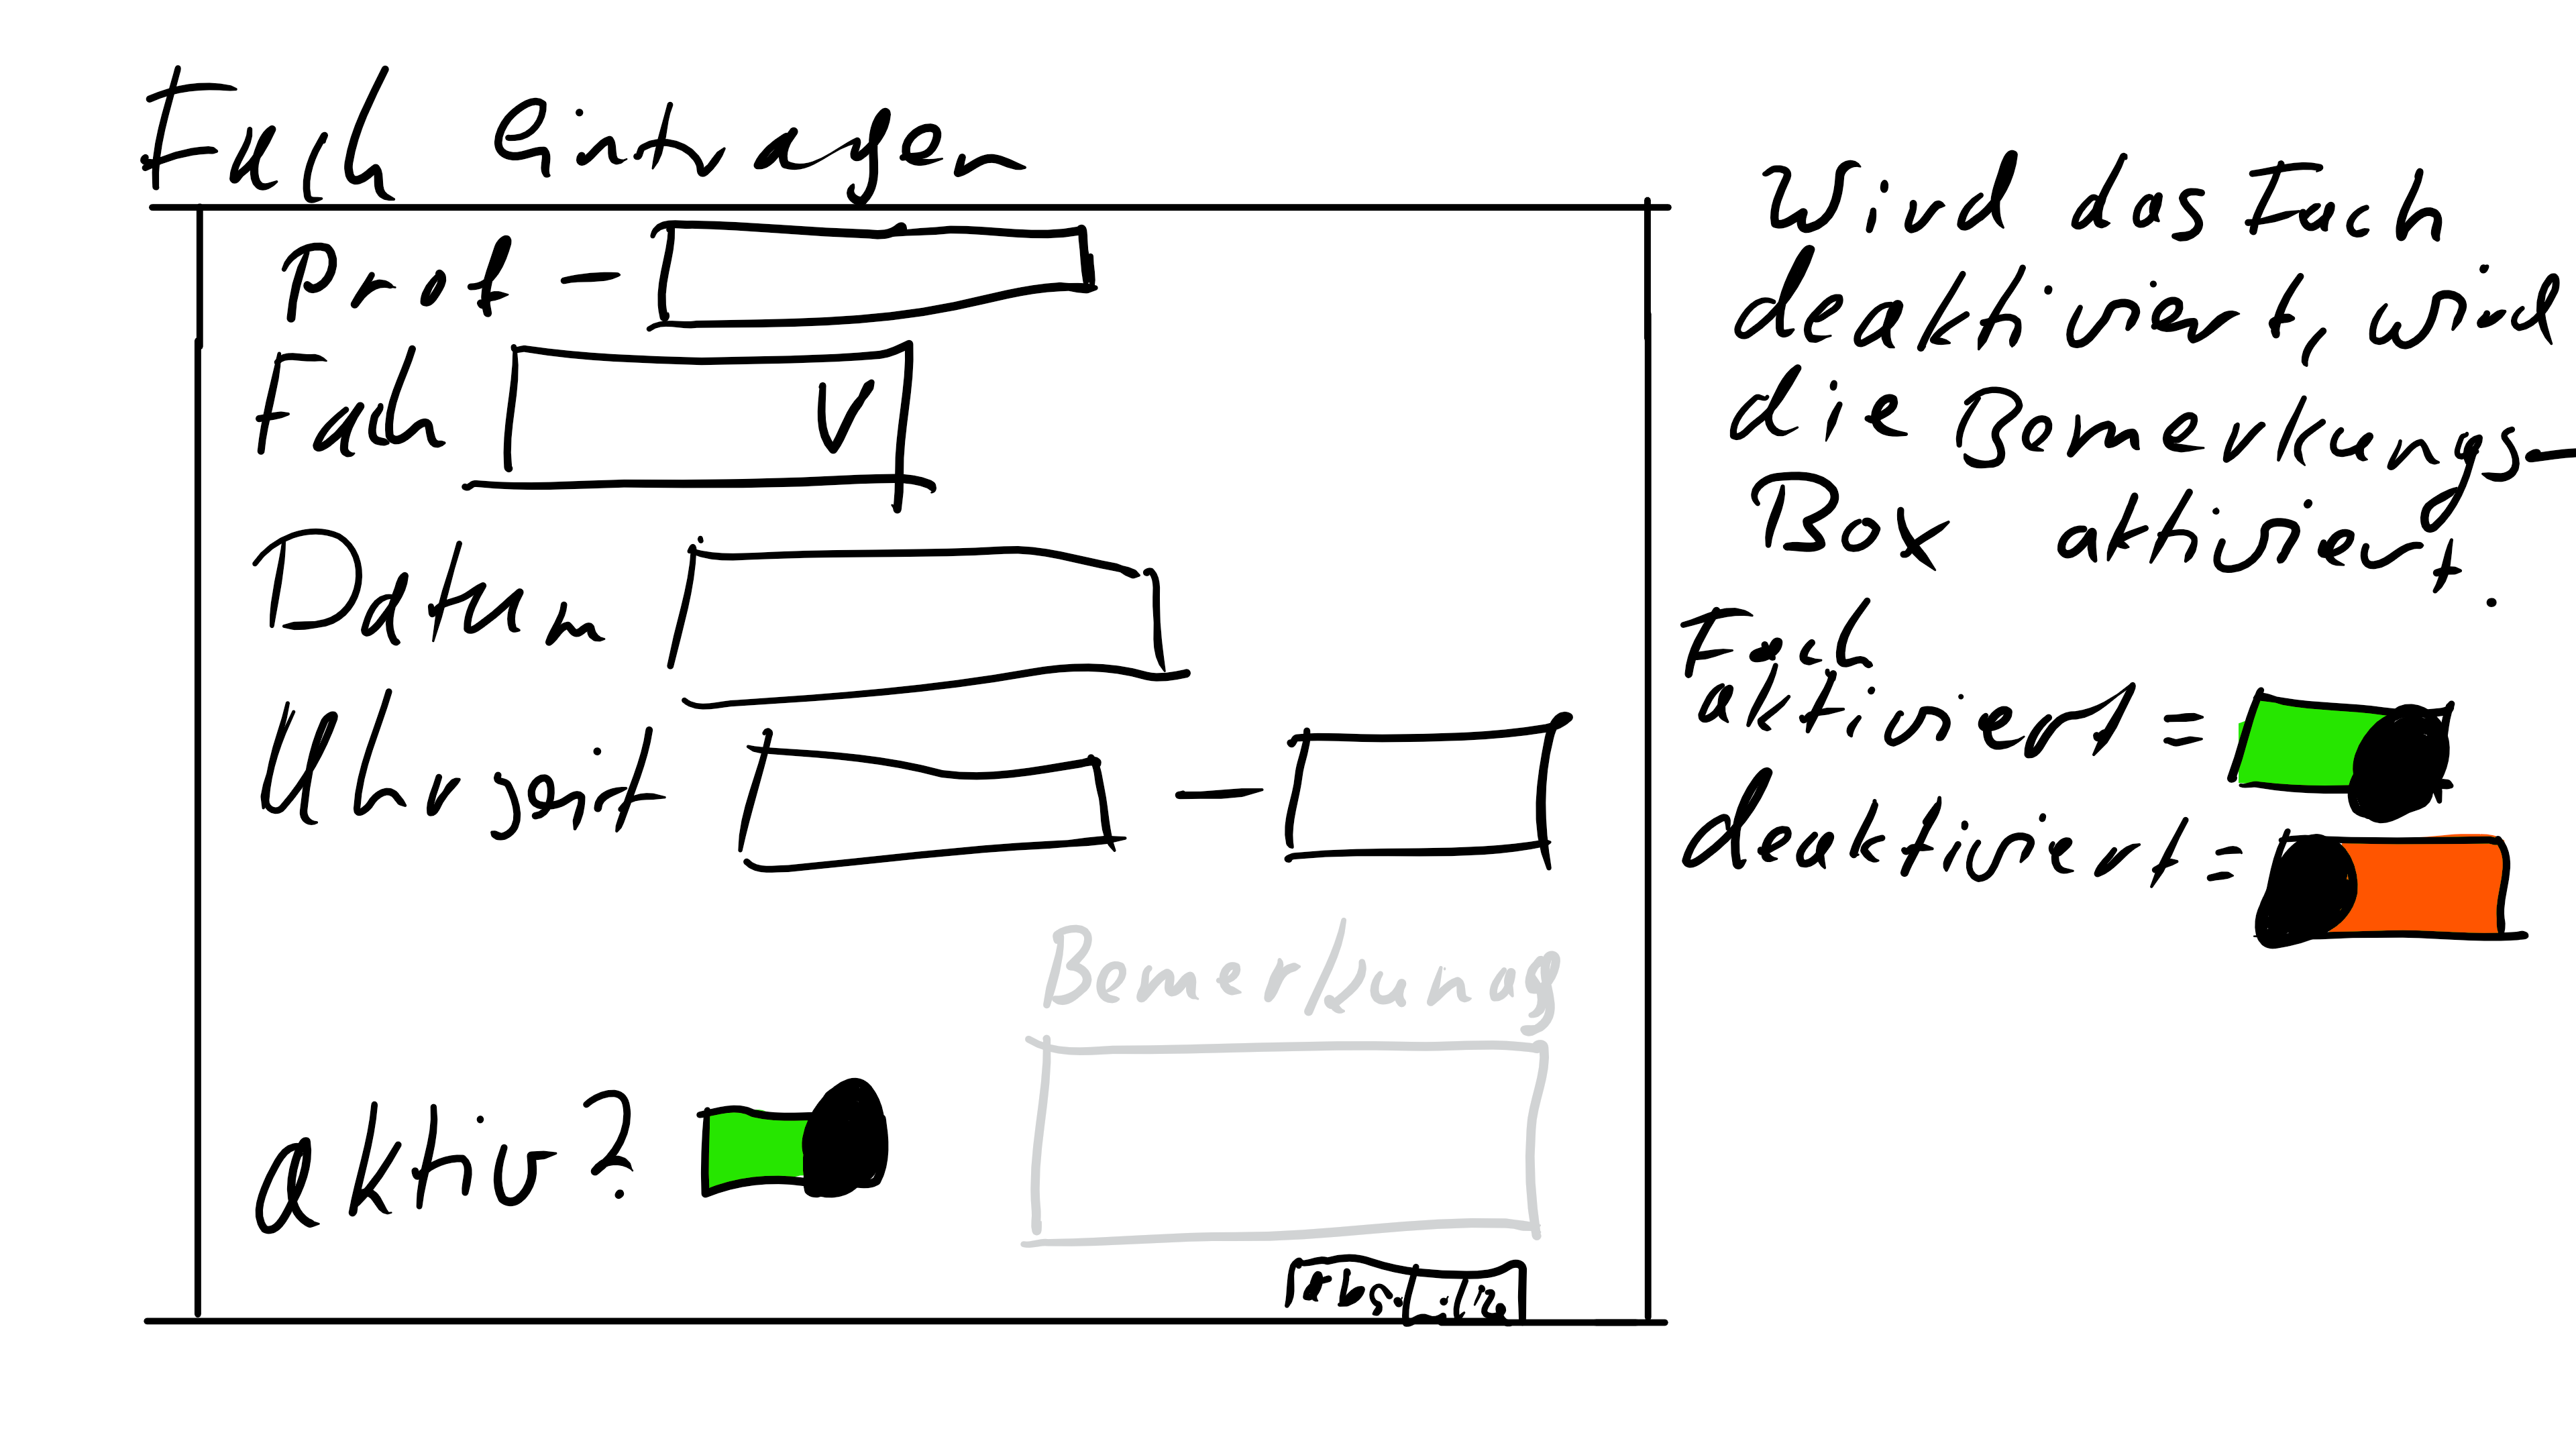 Fach Eintragen
Prof –
Fach V
Datum
Uhrzeit –
Bemerkung
aktiv?
abs.
Wird das Fach
deaktiviert, wird
die Bemerkungs-
Box aktiviert.
Fach
aktiviert =
deaktiviert =